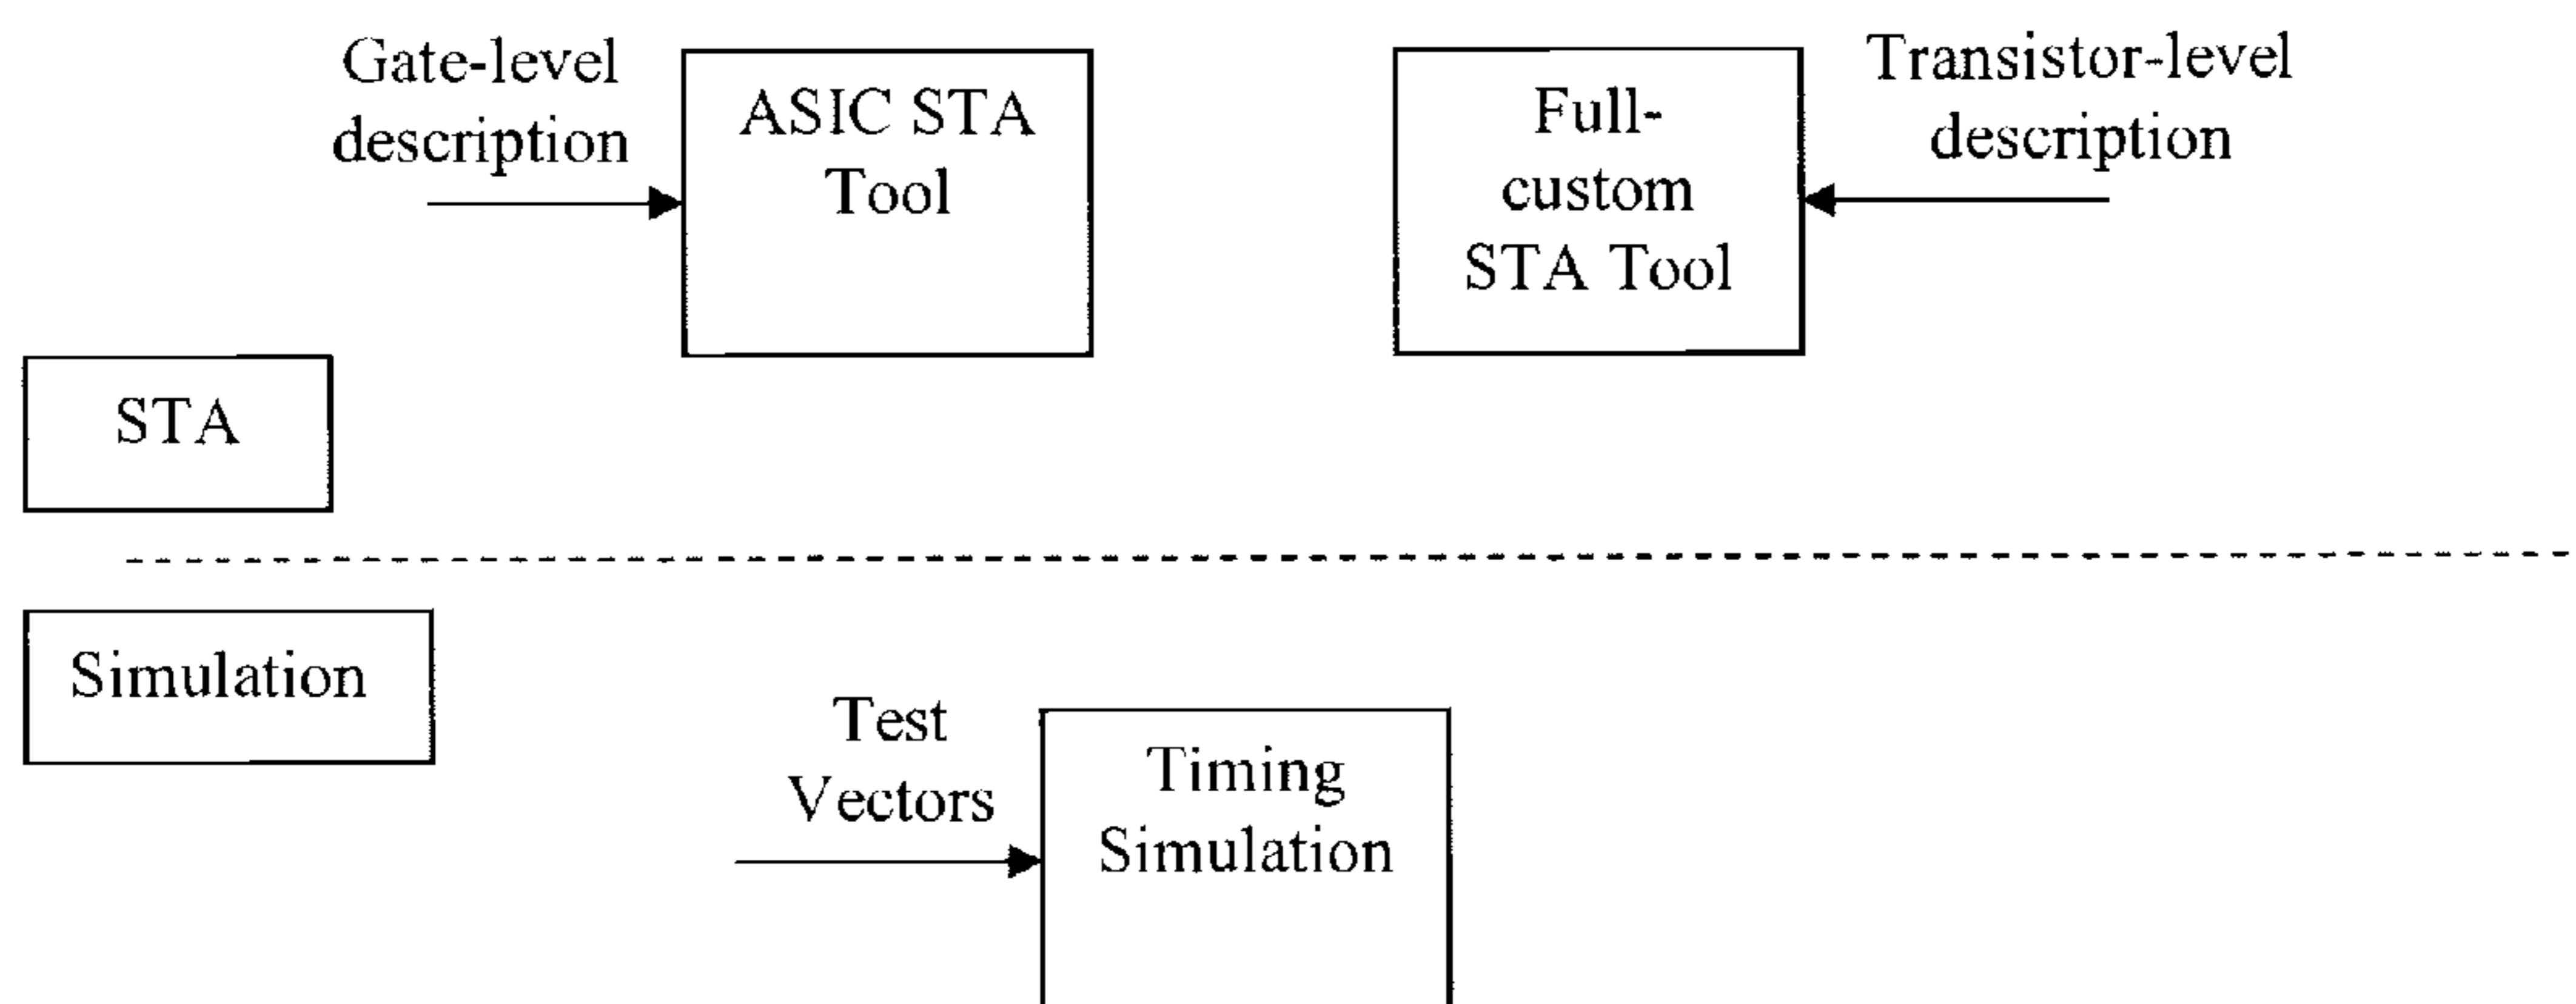 Gate-level
description
ASIC STA
Tool
Full-
custom
STA Tool
Transistor-level
description
STA
Simulation
Test
Vectors
Timing
Simulation